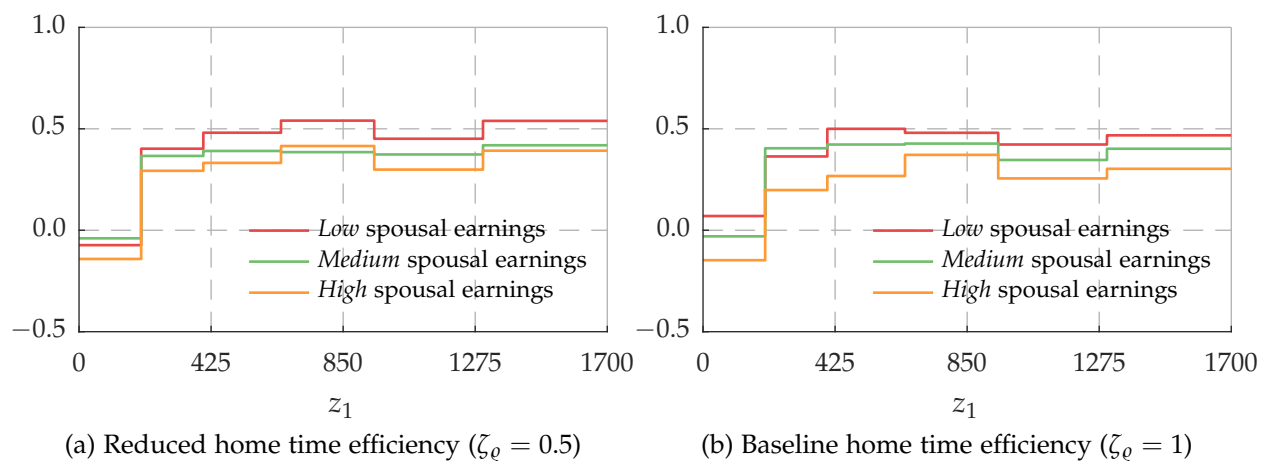 1.0
0.5
0.0
−0.5
Low spousal earnings
Medium spousal earnings
High spousal earnings
0 425 850 1275 1700
z₁
(a) Reduced home time efficiency (ζ_ϱ = 0.5)
1.0
0.5
0.0
−0.5
Low spousal earnings
Medium spousal earnings
High spousal earnings
0 425 850 1275 1700
z₁
(b) Baseline home time efficiency (ζ_ϱ = 1)